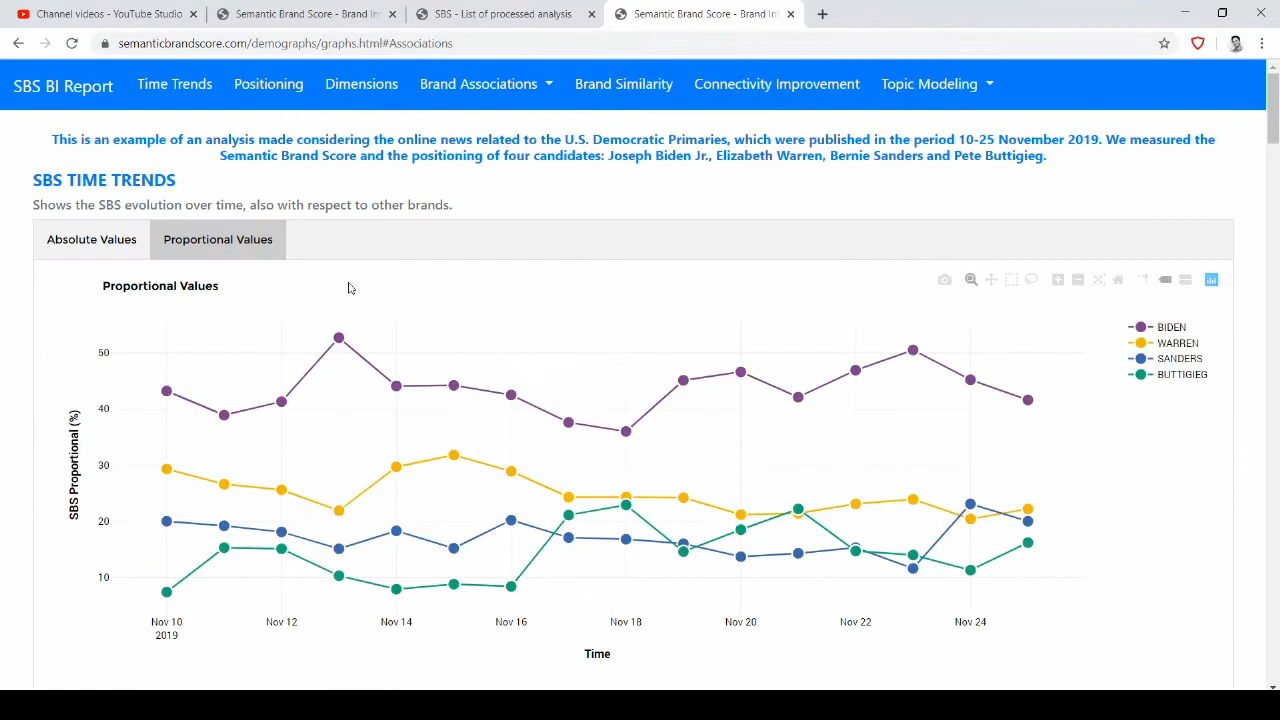 Channel videos - YouTube Studio
Semantic Brand Score - Brand Int
SBS - List of processed analysis
Semantic Brand Score - Brand Int
semanticbrandscore.com/demographs/graphs.html#Associations
SBS BI Report Time Trends Positioning Dimensions Brand Associations Brand Similarity Connectivity Improvement Topic Modeling
This is an example of an analysis made considering the online news related to the U.S. Democratic Primaries, which were published in the period 10-25 November 2019. We measured the
Semantic Brand Score and the positioning of four candidates: Joseph Biden Jr., Elizabeth Warren, Bernie Sanders and Pete Buttigieg.
SBS TIME TRENDS
Shows the SBS evolution over time, also with respect to other brands.
Absolute Values Proportional Values
Proportional Values
BIDEN
WARREN
SANDERS
BUTTIGIEG
SBS Proportional (%)
50
40
30
20
10
Nov 10 Nov 12 Nov 14 Nov 16 Nov 18 Nov 20 Nov 22 Nov 24
2019
Time